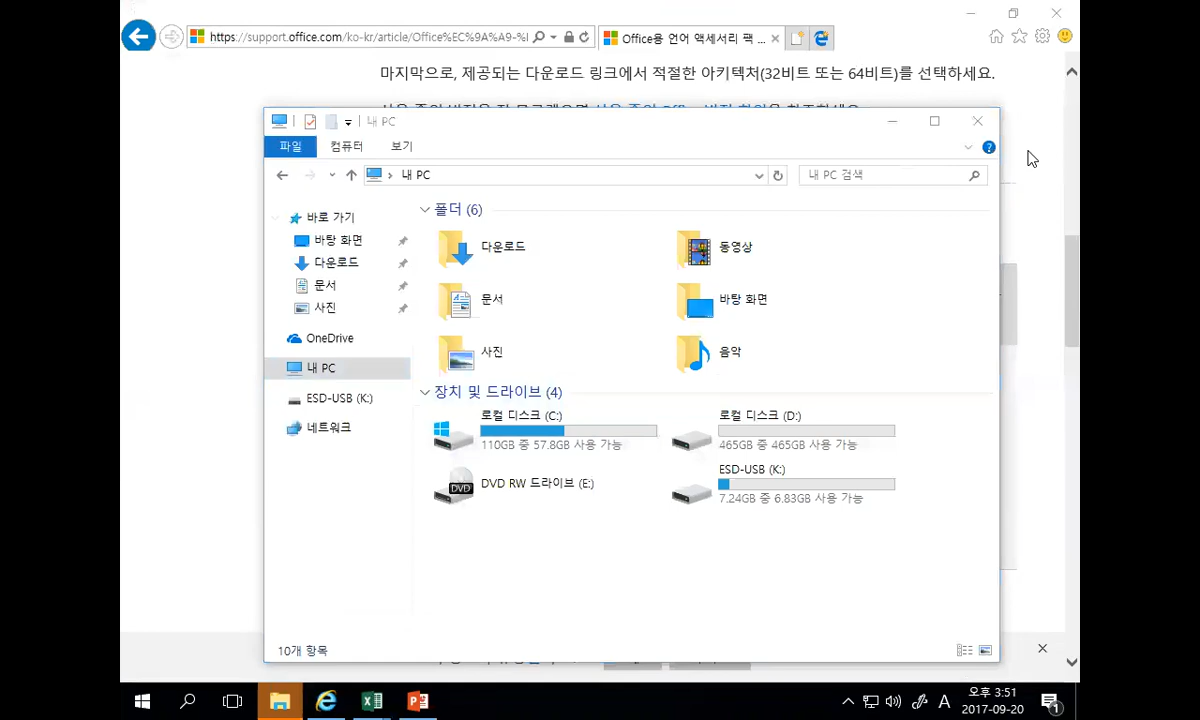 https://support.office.com/ko-kr/article/Office%EC%9A%A9-%l
Office용 언어 액세서리 팩 ...
마지막으로, 제공되는 다운로드 링크에서 적절한 아키텍처(32비트 또는 64비트)를 선택하세요.
내 PC
파일
컴퓨터
보기
내 PC
내 PC 검색
바로 가기
바탕 화면
다운로드
문서
사진
OneDrive
내 PC
ESD-USB (K:)
네트워크
폴더 (6)
다운로드
동영상
문서
바탕 화면
사진
음악
장치 및 드라이브 (4)
로컬 디스크 (C:)
110GB 중 57.8GB 사용 가능
로컬 디스크 (D:)
465GB 중 465GB 사용 가능
DVD
DVD RW 드라이브 (E:)
ESD-USB (K:)
7.24GB 중 6.83GB 사용 가능
10개 항목
A
오후 3:51
2017-09-20
1